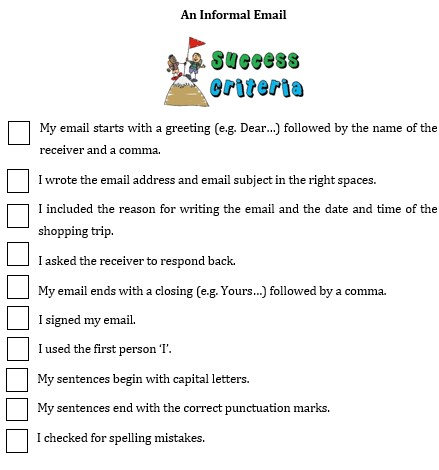 An Informal Email
Success
Criteria
My email starts with a greeting (e.g. Dear...) followed by the name of the
receiver and a comma.
I wrote the email address and email subject in the right spaces.
I included the reason for writing the email and the date and time of the
shopping trip.
I asked the receiver to respond back.
My email ends with a closing (e.g. Yours...) followed by a comma.
I signed my email.
I used the first person ‘I’.
My sentences begin with capital letters.
My sentences end with the correct punctuation marks.
I checked for spelling mistakes.